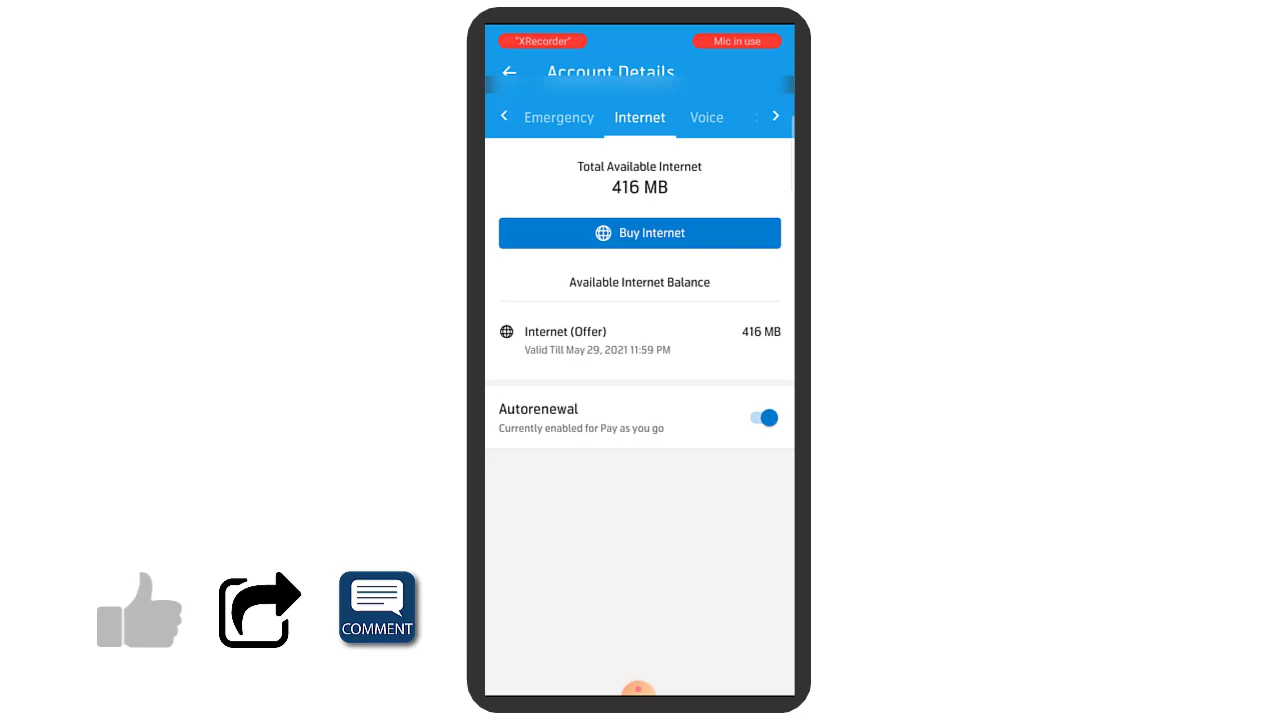 "XRecorder"
Mic in use
Account Details
Emergency
Internet
Voice
Total Available Internet
416 MB
Buy Internet
Available Internet Balance
Internet (Offer)
416 MB
Valid Till May 29, 2021 11:59 PM
Autorenewal
Currently enabled for Pay as you go
COMMENT